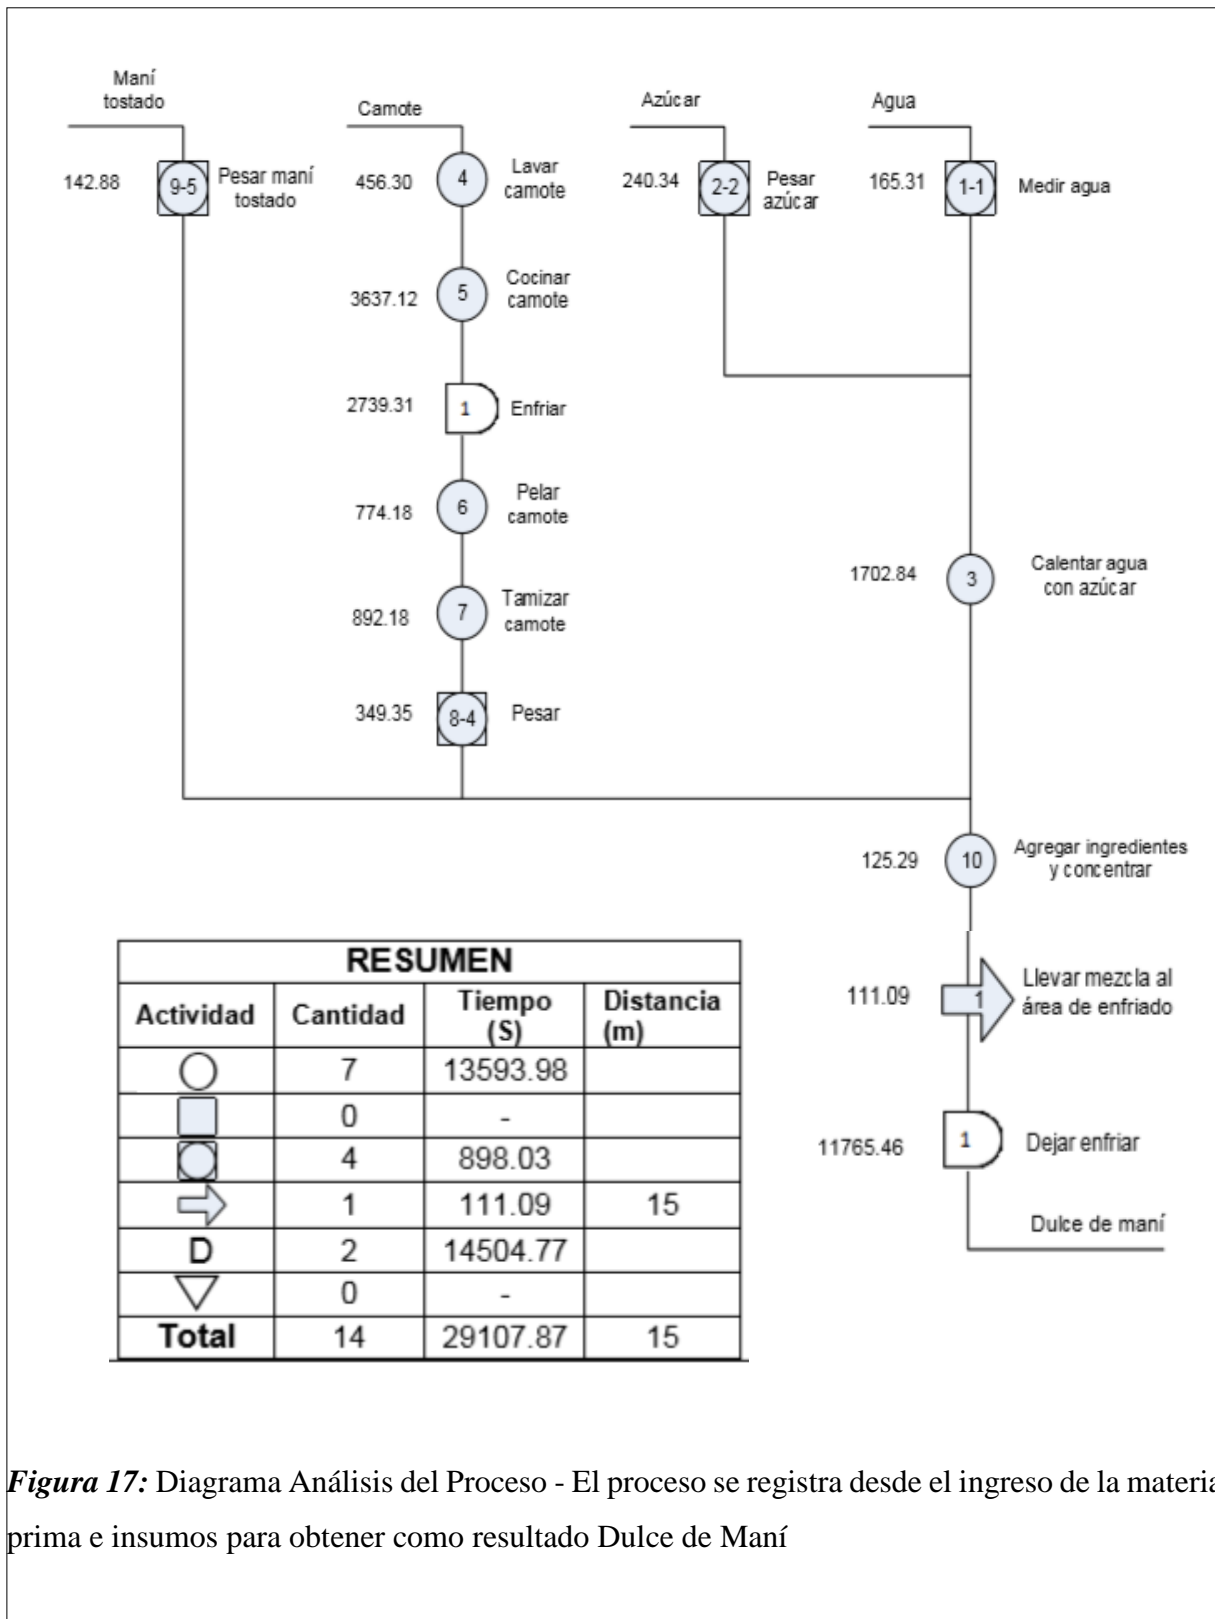 Maní
tostado
142.88
9-5
Pesar maní
tostado
Camote
456.30
4
Lavar
camote
3637.12
5
Cocinar
camote
2739.31
1
Enfriar
774.18
6
Pelar
camote
892.18
7
Tamizar
camote
349.35
8-4
Pesar
Azúcar
240.34
2-2
Pesar
azúcar
Agua
165.31
1-1
Medir agua
1702.84
3
Calentar agua
con azúcar
125.29
10
Agregar ingredientes
y concentrar
111.09
1
Llevar mezcla al
área de enfriado
11765.46
1
Dejar enfriar
Dulce de maní
RESUMEN
Actividad Cantidad Tiempo (S) Distancia (m)
7 13593.98
0 -
4 898.03
1 111.09 15
D 2 14504.77
0 -
Total 14 29107.87 15
Figura 17: Diagrama Análisis del Proceso - El proceso se registra desde el ingreso de la materia
prima e insumos para obtener como resultado Dulce de Maní